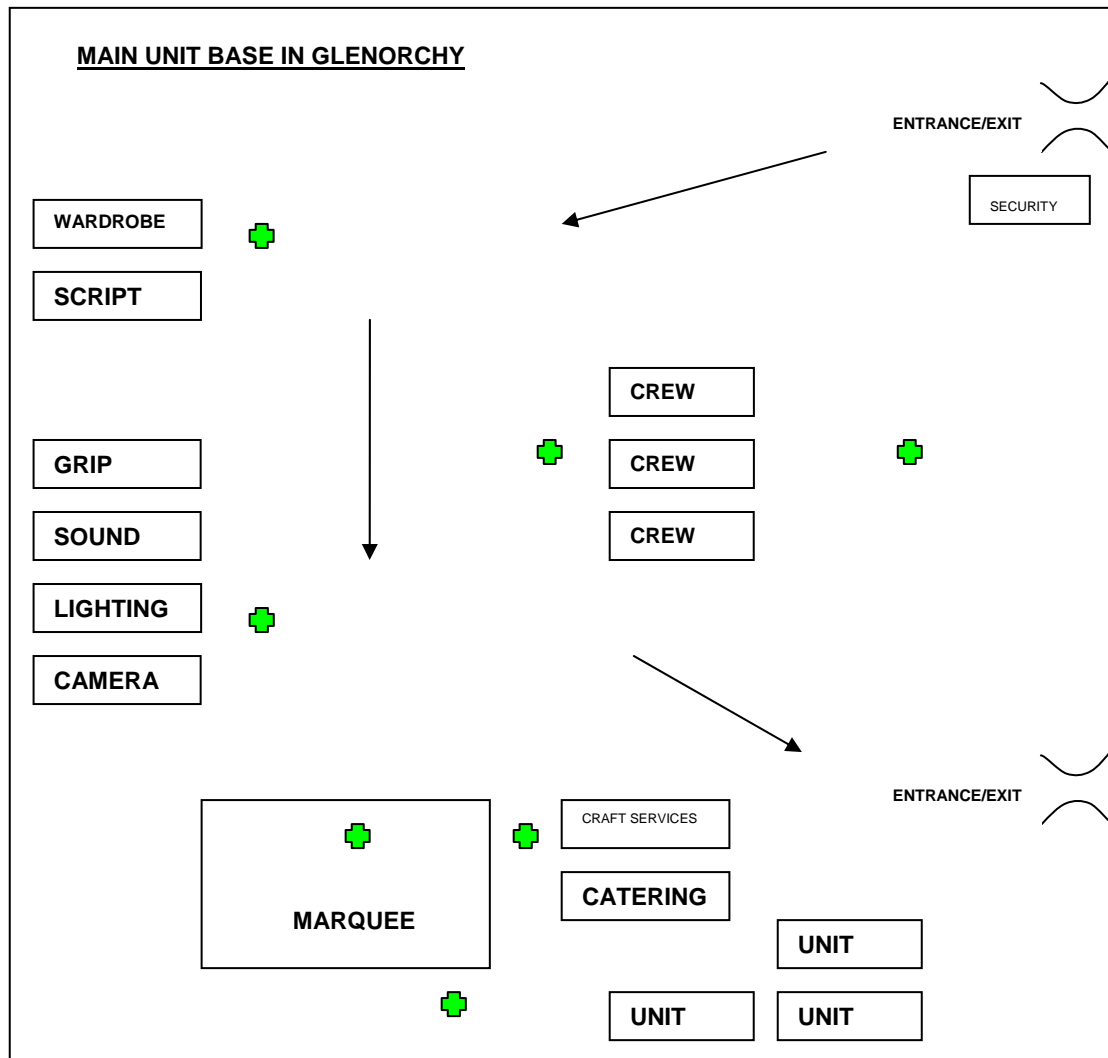 MAIN UNIT BASE IN GLENORCHY
ENTRANCE/EXIT
SECURITY
WARDROBE
SCRIPT
CREW
GRIP
CREW
SOUND
CREW
LIGHTING
CAMERA
ENTRANCE/EXIT
CRAFT SERVICES
CATERING
MARQUEE
UNIT
UNIT
UNIT